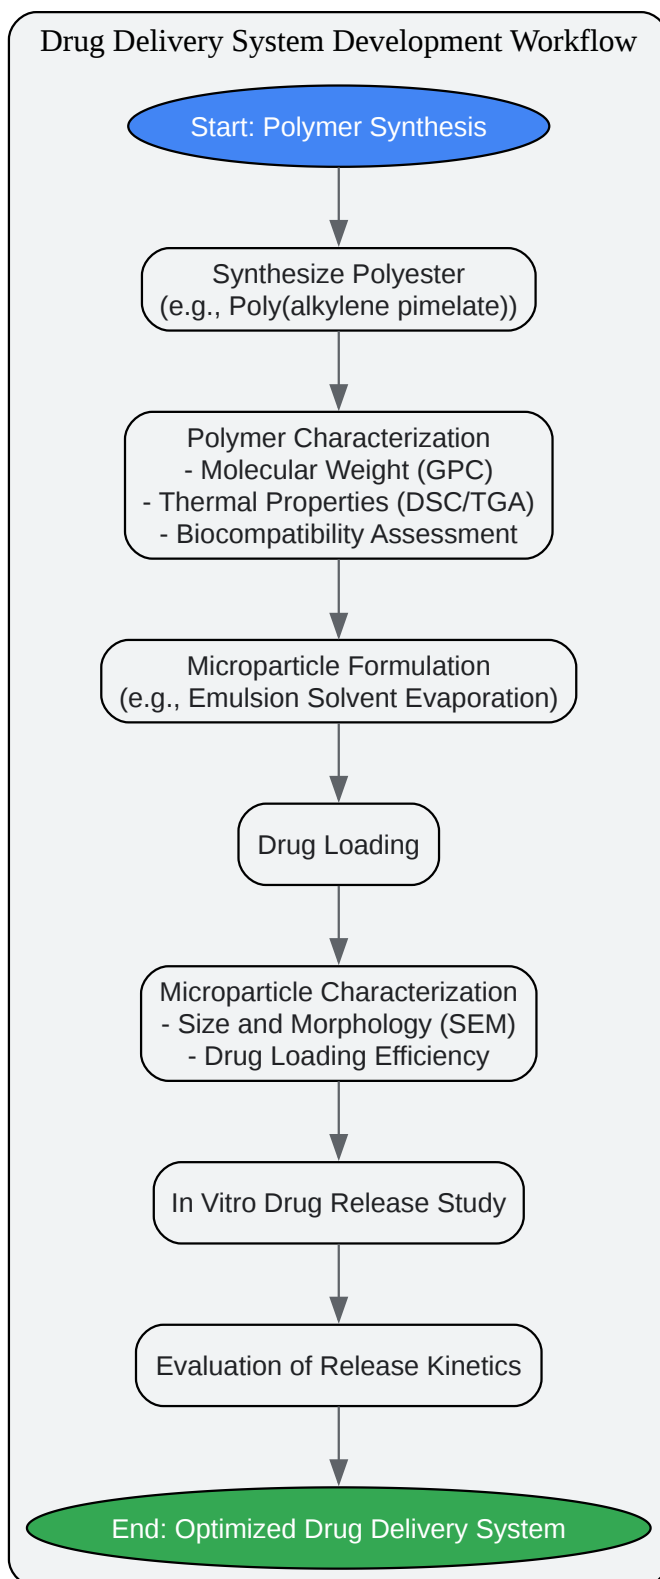 Drug Delivery System Development Workflow
Start: Polymer Synthesis
Synthesize Polyester
(e.g., Poly(alkylene pimelate))
Polymer Characterization
- Molecular Weight (GPC)
- Thermal Properties (DSC/TGA)
- Biocompatibility Assessment
Microparticle Formulation
(e.g., Emulsion Solvent Evaporation)
Drug Loading
Microparticle Characterization
- Size and Morphology (SEM)
- Drug Loading Efficiency
In Vitro Drug Release Study
Evaluation of Release Kinetics
End: Optimized Drug Delivery System